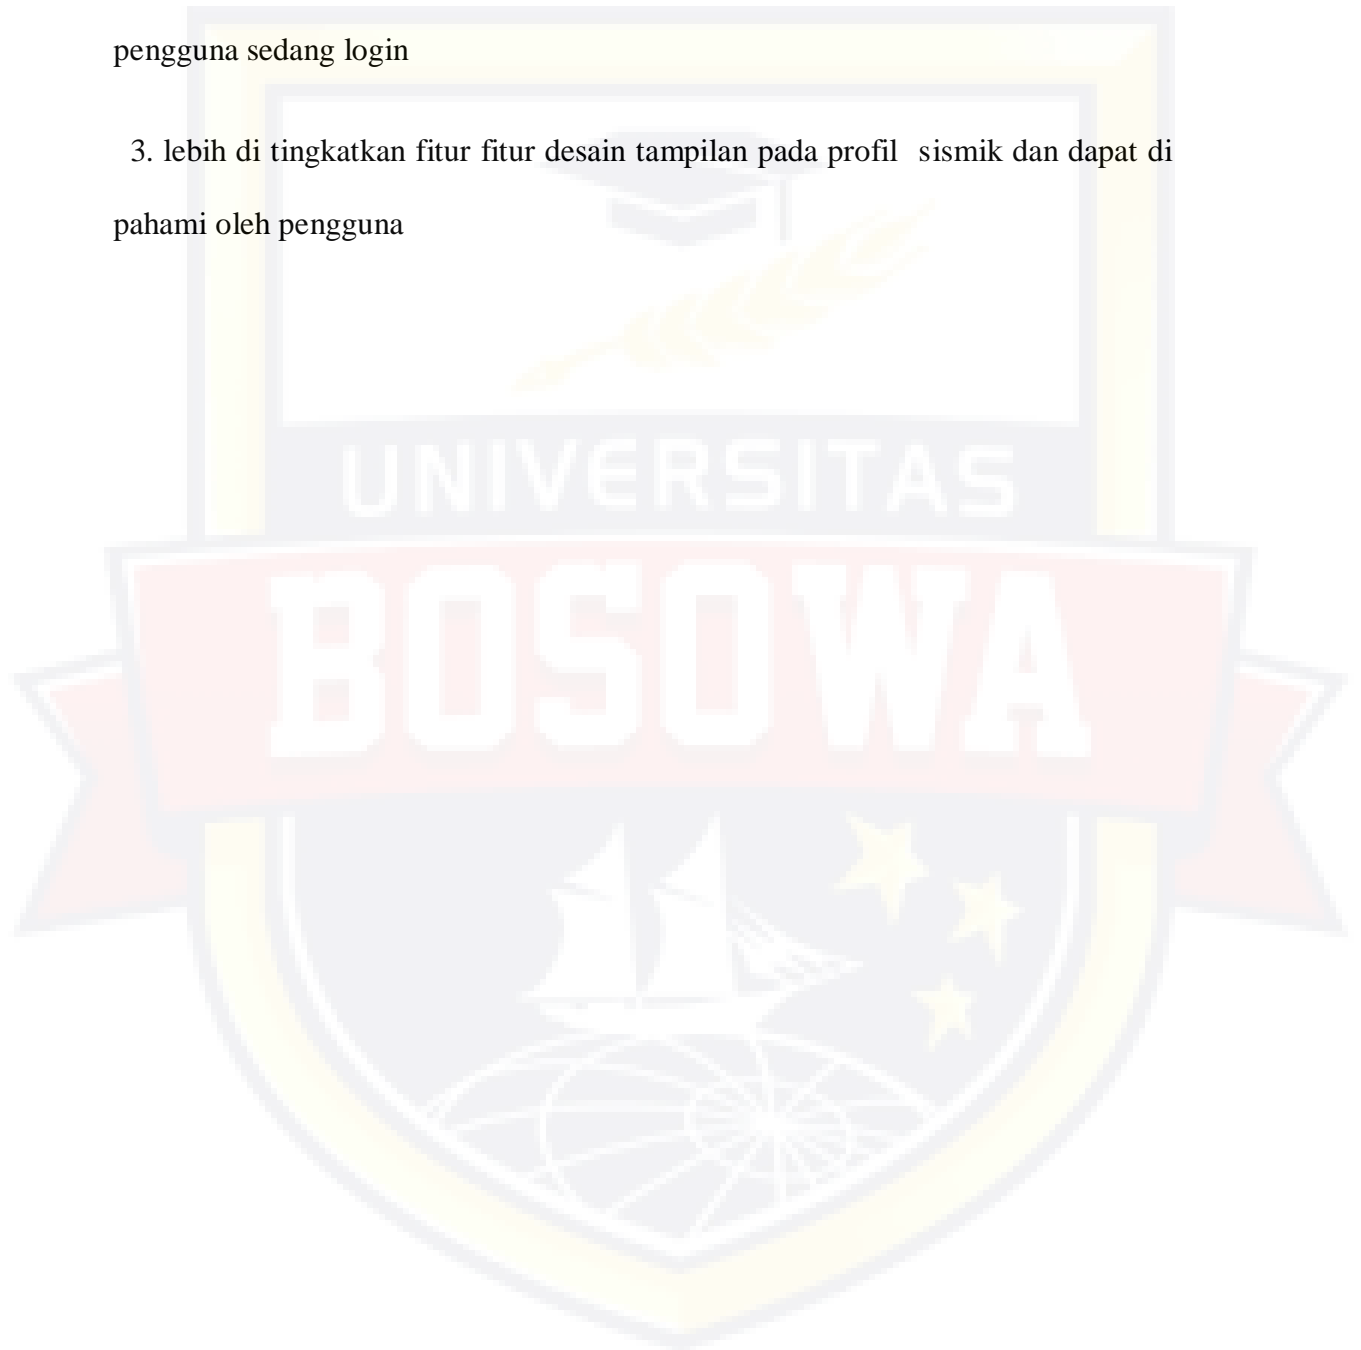 pengguna sedang login
3. lebih di tingkatkan fitur fitur desain tampilan pada profil sismik dan dapat di
pahami oleh pengguna
UNIVERSITAS
BOSOWA